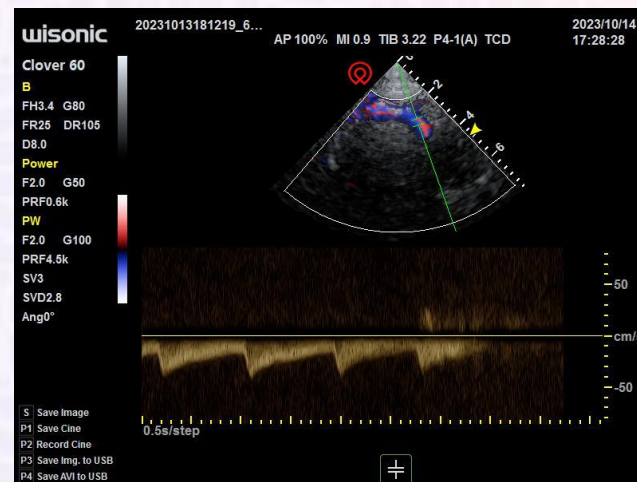 wisonic
20231013181219_6...
AP 100% MI 0.9 TIB 3.22 P4-1(A) TCD
2023/10/14
17:28:28
Clover 60
B
FH3.4 G80
FR25 DR105
D8.0
Power
F2.0 G50
PRF0.6k
PW
F2.0 G100
PRF4.5k
SV3
SVD2.8
Ang0°
0
2
4
6
50
cm/s
-50
0.5s/step
S Save Image
P1 Save Cine
P2 Record Cine
P3 Save Img. to USB
P4 Save AVI to USB